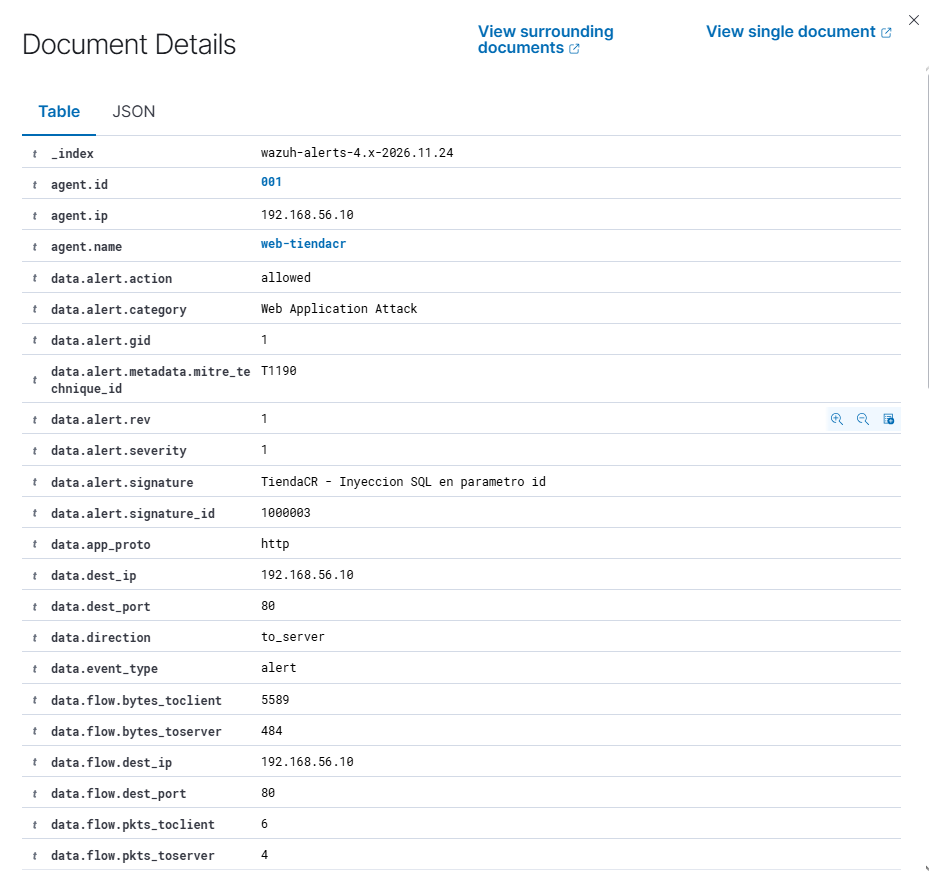 Document Details
View surrounding
documents
View single document
Table
JSON
t _index wazuh-alerts-4.x-2026.11.24
t agent.id 001
t agent.ip 192.168.56.10
t agent.name web-tiendacr
t data.alert.action allowed
t data.alert.category Web Application Attack
t data.alert.gid 1
t data.alert.metadata.mitre_te T1190
chnique_id
t data.alert.rev 1
t data.alert.severity 1
t data.alert.signature TiendaCR - Inyeccion SQL en parametro id
t data.alert.signature_id 1000003
t data.app_proto http
t data.dest_ip 192.168.56.10
t data.dest_port 80
t data.direction to_server
t data.event_type alert
t data.flow.bytes_toclient 5589
t data.flow.bytes_toserver 484
t data.flow.dest_ip 192.168.56.10
t data.flow.dest_port 80
t data.flow.pkts_toclient 6
t data.flow.pkts_toserver 4